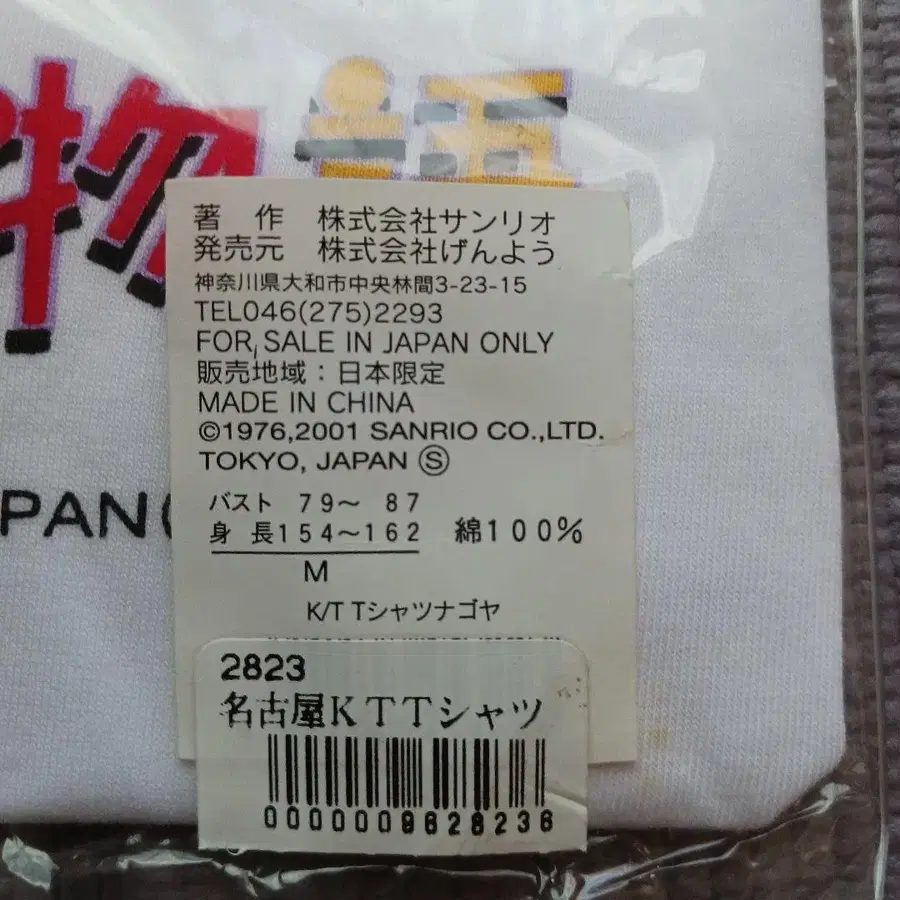 物語
著 作 株式会社サンリオ
発売元 株式会社げんよう
神奈川県大和市中央林間3-23-15
TEL046(275)2293
FOR SALE IN JAPAN ONLY
販売地域:日本限定
MADE IN CHINA
©1976,2001 SANRIO CO.,LTD.
TOKYO, JAPAN Ⓢ
PAN(
バスト 79～ 87
身 長154～162 綿100%
M
K/T Tシャツナゴヤ
2823
名古屋KTTシャツ
0000009828236